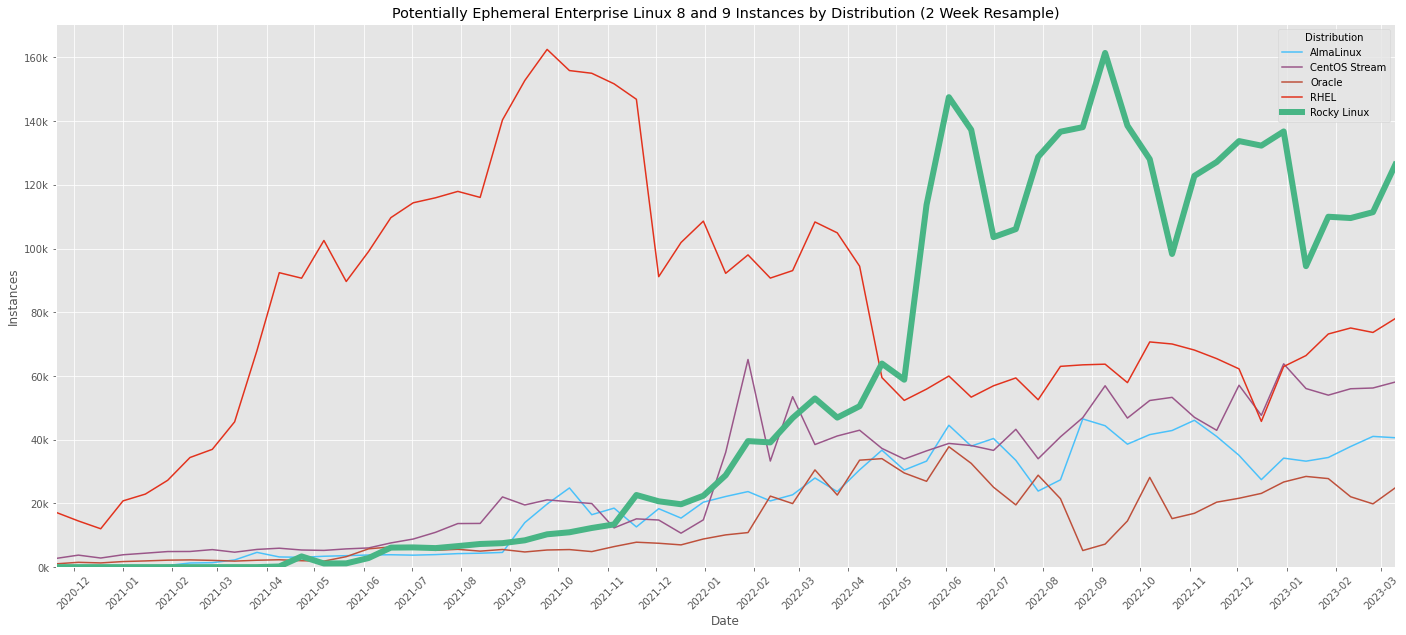 Potentially Ephemeral Enterprise Linux 8 and 9 Instances by Distribution (2 Week Resample)
Distribution
AlmaLinux
CentOS Stream
Oracle
RHEL
Rocky Linux
Instances
160k
140k
120k
100k
80k
60k
40k
20k
0k
2020-12
2021-01
2021-02
2021-03
2021-04
2021-05
2021-06
2021-07
2021-08
2021-09
2021-10
2021-11
2021-12
2022-01
2022-02
2022-03
2022-04
2022-05
2022-06
2022-07
2022-08
2022-09
2022-10
2022-11
2022-12
2023-01
2023-02
2023-03
Date